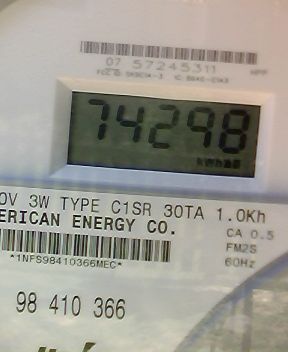 07 57245311
74298
0V 3W TYPE C1SR 30TA 1.0Kh
ERICAN ENERGY CO.
CA 0.5
FM2S
60Hz
*1NFS98410366MEC*
98 410 366